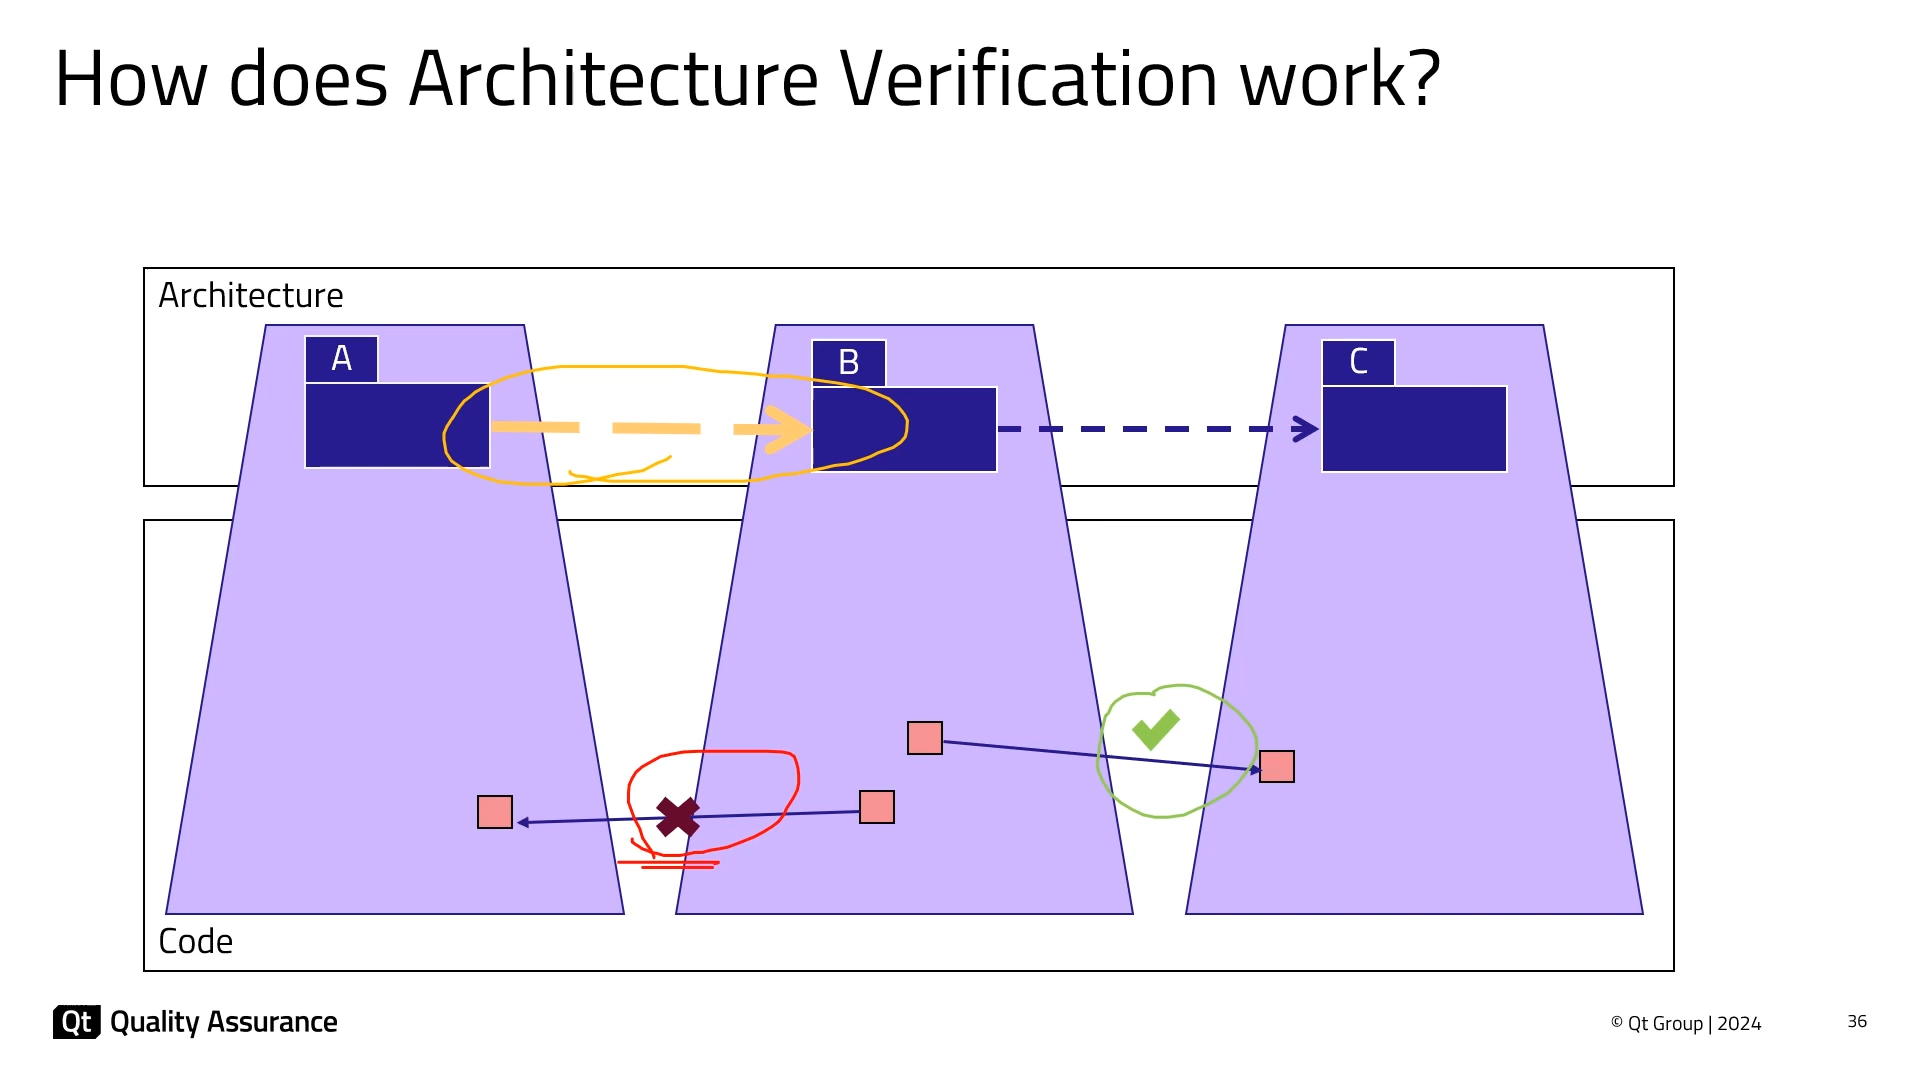 How does Architecture Verification work?
Architecture
A
B
C
Code
Qt Quality Assurance
© Qt Group | 2024
36